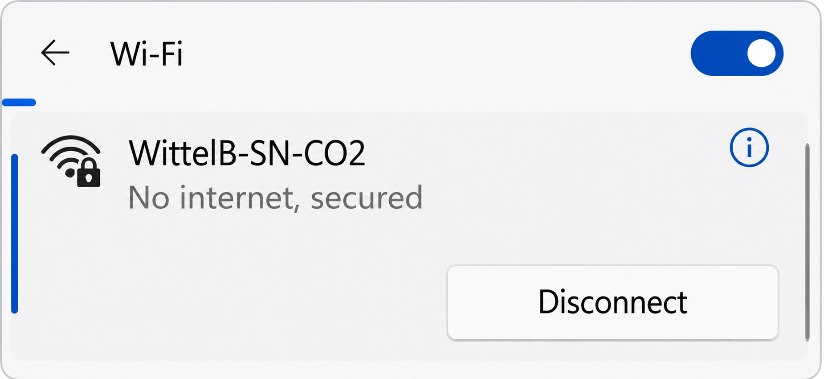 Wi-Fi
WittelB-SN-CO2
No internet, secured
Disconnect